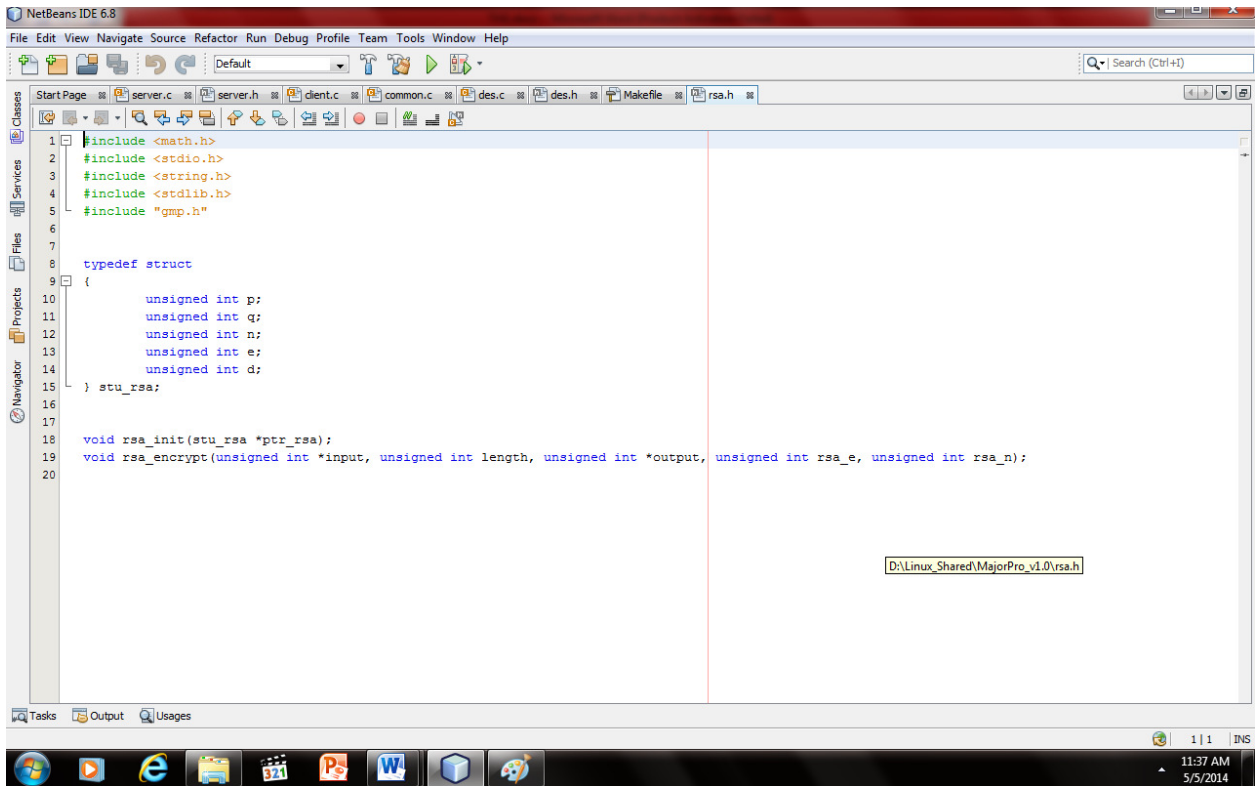 NetBeans IDE 6.8
File Edit View Navigate Source Refactor Run Debug Profile Team Tools Window Help
Default
Search (Ctrl+I)
Start Page server.c server.h client.c common.c des.c des.h Makefile rsa.h
Classes
Services
Files
Projects
Navigator
1 #include <math.h>
2 #include <stdio.h>
3 #include <string.h>
4 #include <stdlib.h>
5 #include "gmp.h"
6
7
8 typedef struct
9 {
10 unsigned int p;
11 unsigned int q;
12 unsigned int n;
13 unsigned int e;
14 unsigned int d;
15 } stu_rsa;
16
17
18 void rsa_init(stu_rsa *ptr_rsa);
19 void rsa_encrypt(unsigned int *input, unsigned int length, unsigned int *output, unsigned int rsa_e, unsigned int rsa_n);
20
D:\Linux_Shared\MajorPro_v1.0\rsa.h
Tasks Output Usages
1 | 1 INS
321
P
W
11:37 AM
5/5/2014